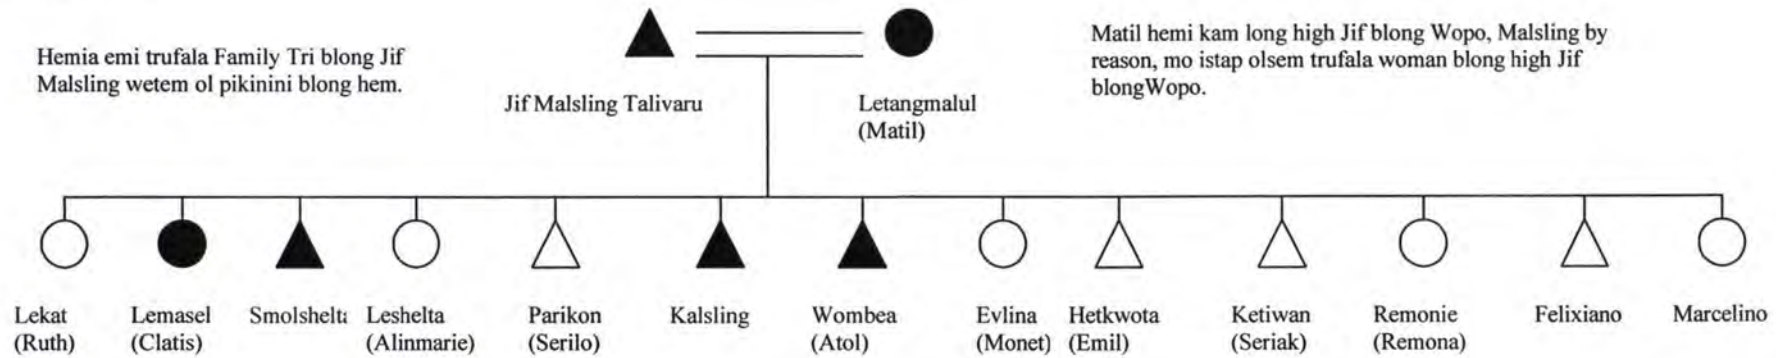 Hemia emi trufala Family Tri blong Jif
Malsling wetem ol pikinini blong hem.
Matil hemi kam long high Jif blong Wopo, Malsling by
reason, mo istap olsem trufala woman blong high Jif
blongWopo.
Jif Malsling Talivaru
Letangmalul
(Matil)
Lekat
(Ruth)
Lemasel
(Clatis)
Smolshelta
Leshelta
(Alinmarie)
Parikon
(Serilo)
Kalsling
Wombea
(Atol)
Evlina
(Monet)
Hetkwota
(Emil)
Ketiwan
(Seriak)
Remonie
(Remona)
Felixiano
Marcelino